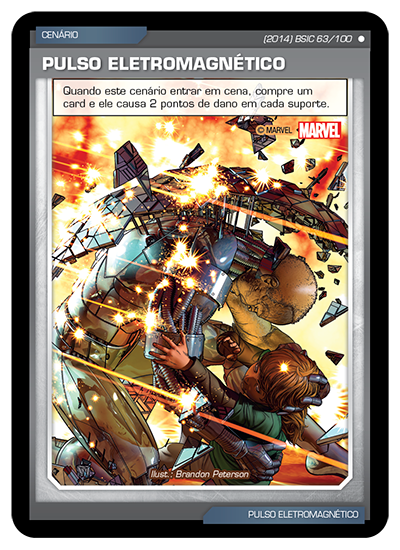 CENÁRIO
(2014) BSIC 63/100
PULSO ELETROMAGNÉTICO
Quando este cenário entrar em cena, compre um
card e ele causa 2 pontos de dano em cada suporte.
© MARVEL MARVEL
Ilust.: Brandon Peterson
PULSO ELETROMAGNÉTICO